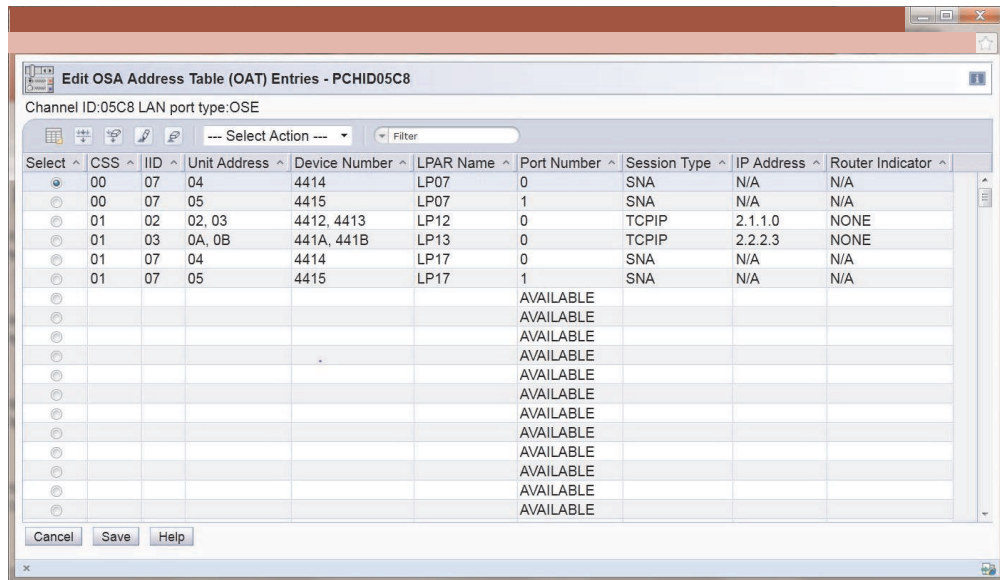 Edit OSA Address Table (OAT) Entries - PCHID05C8
Channel ID:05C8 LAN port type:OSE
--- Select Action --- Filter
Select CSS IID Unit Address Device Number LPAR Name Port Number Session Type IP Address Router Indicator
00 07 04 4414 LP07 0 SNA N/A N/A
00 07 05 4415 LP07 1 SNA N/A N/A
01 02 02, 03 4412, 4413 LP12 0 TCPIP 2.1.1.0 NONE
01 03 0A, 0B 441A, 441B LP13 0 TCPIP 2.2.2.3 NONE
01 07 04 4414 LP17 0 SNA N/A N/A
01 07 05 4415 LP17 1 SNA N/A N/A
AVAILABLE
AVAILABLE
AVAILABLE
AVAILABLE
AVAILABLE
AVAILABLE
AVAILABLE
AVAILABLE
AVAILABLE
AVAILABLE
AVAILABLE
AVAILABLE
Cancel Save Help